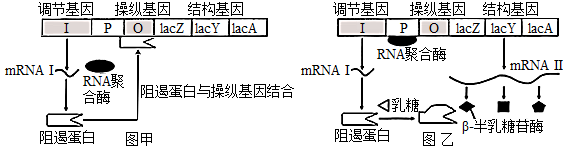 调节基因 操纵基因 结构基因
I P O lacZ lacY lacA
mRNA I
RNA聚合酶
阻遏蛋白与操纵基因结合
阻遏蛋白
图甲
调节基因 操纵基因 结构基因
I P O lacZ lacY lacA
RNA聚合酶
mRNA I
mRNA II
乳糖
阻遏蛋白
图乙
β-半乳糖苷酶